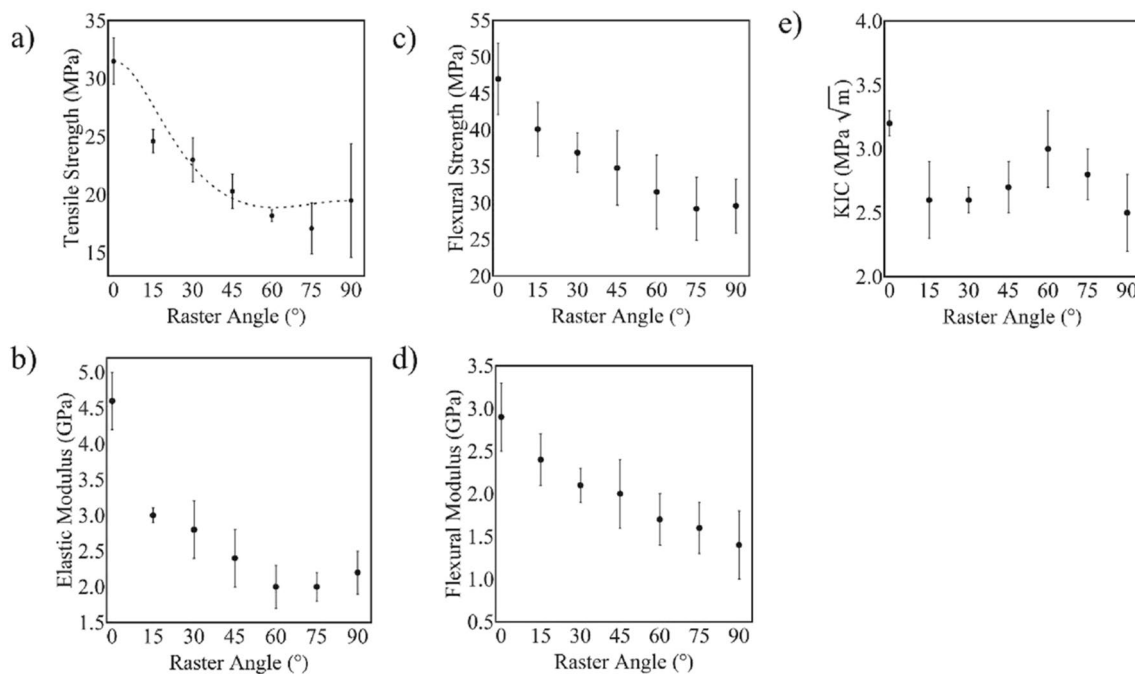 a)
Tensile Strength (MPa)
35
30
25
20
15
0 15 30 45 60 75 90
Raster Angle (°)
c)
Flexural Strength (MPa)
55
50
45
40
35
30
25
20
0 15 30 45 60 75 90
Raster Angle (°)
e)
KIC (MPa √m)
4.0
3.5
3.0
2.5
2.0
0 15 30 45 60 75 90
Raster Angle (°)
b)
Elastic Modulus (GPa)
5.0
4.5
4.0
3.5
3.0
2.5
2.0
1.5
0 15 30 45 60 75 90
Raster Angle (°)
d)
Flexural Modulus (GPa)
3.5
3.0
2.5
2.0
1.5
1.0
0.5
0 15 30 45 60 75 90
Raster Angle (°)